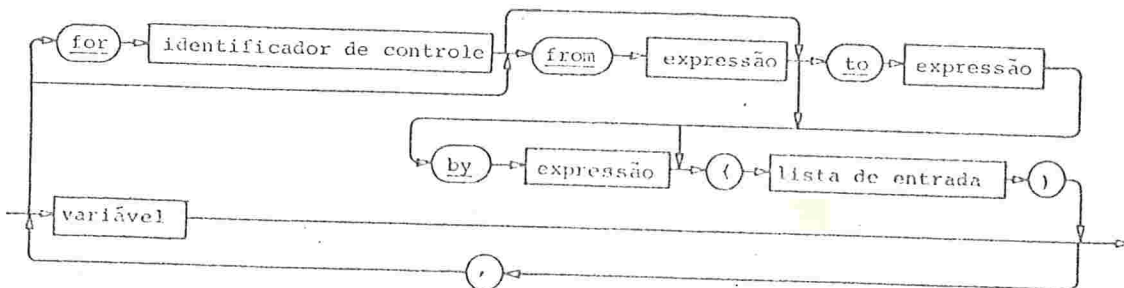 for identificador de controle from expressão to expressão
by expressão ( lista de entrada )
variável
,